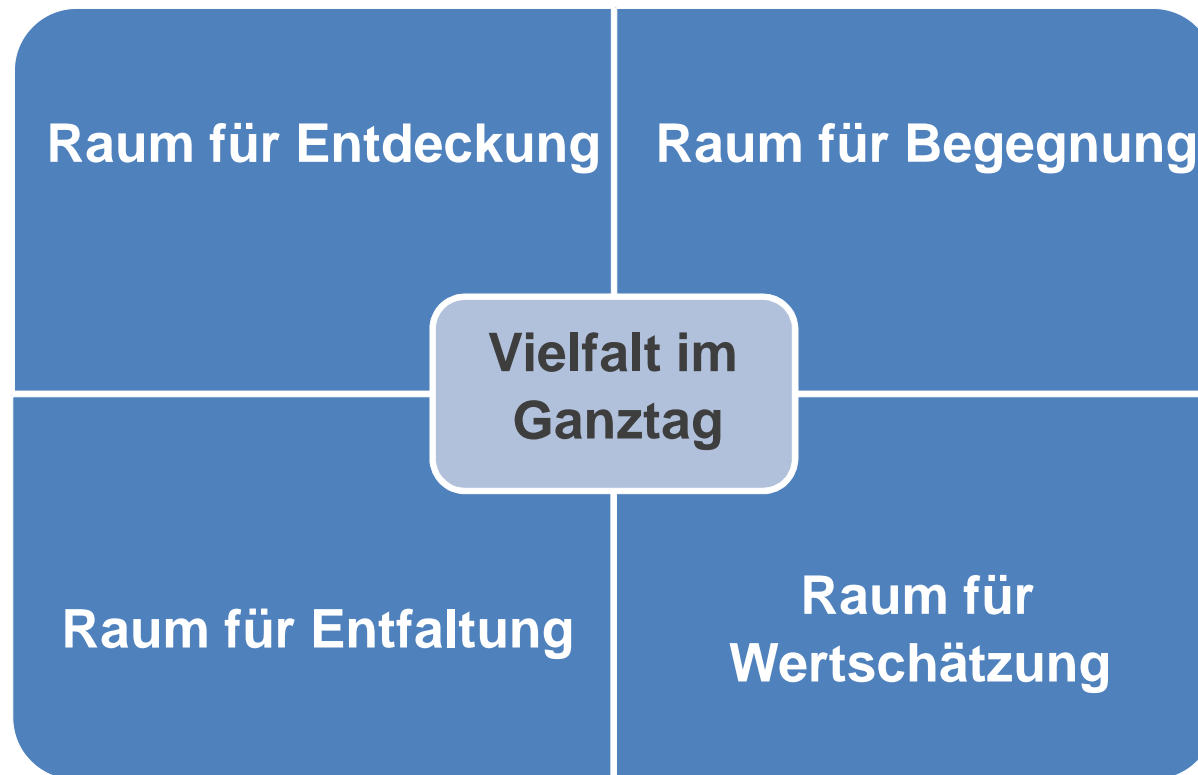 Raum für Entdeckung
Raum für Begegnung
Vielfalt im
Ganztag
Raum für Entfaltung
Raum für
Wertschätzung